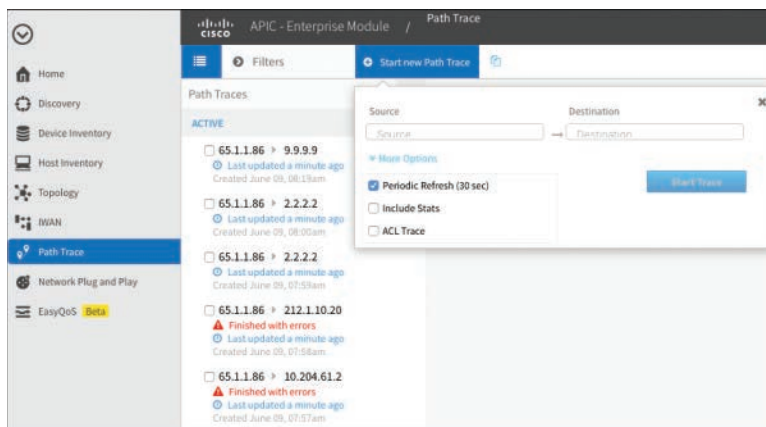 CISCO
APIC - Enterprise Module / Path Trace
Home
Discovery
Device Inventory
Host Inventory
Topology
IWAN
Path Trace
Network Plug and Play
EasyQoS Beta
Filters
Start new Path Trace
Path Traces
ACTIVE
65.1.1.86 9.9.9.9
Last updated a minute ago
Created June 09, 08:19am
65.1.1.86 2.2.2.2
Last updated a minute ago
Created June 09, 08:00am
65.1.1.86 2.2.2.2
Last updated a minute ago
Created June 09, 07:59am
65.1.1.86 212.1.10.20
Finished with errors
Last updated a minute ago
Created June 09, 07:58am
65.1.1.86 10.204.61.2
Finished with errors
Last updated a minute ago
Created June 09, 07:57am
Source
Destination
Source
Destination
More Options
Periodic Refresh (30 sec)
Include Stats
ACL Trace
Start Trace